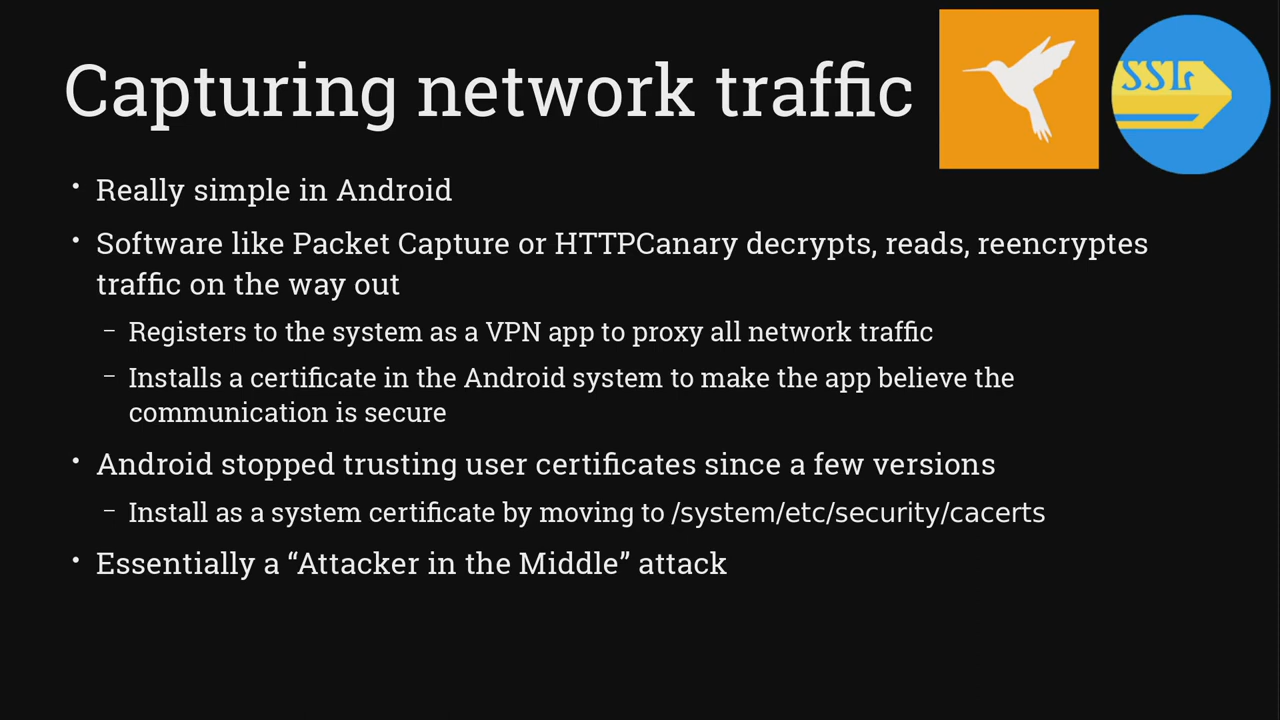 Capturing network traffic
SSL
• Really simple in Android
• Software like Packet Capture or HTTPCanary decrypts, reads, reencryptes
traffic on the way out
– Registers to the system as a VPN app to proxy all network traffic
– Installs a certificate in the Android system to make the app believe the
communication is secure
• Android stopped trusting user certificates since a few versions
– Install as a system certificate by moving to /system/etc/security/cacerts
• Essentially a “Attacker in the Middle” attack